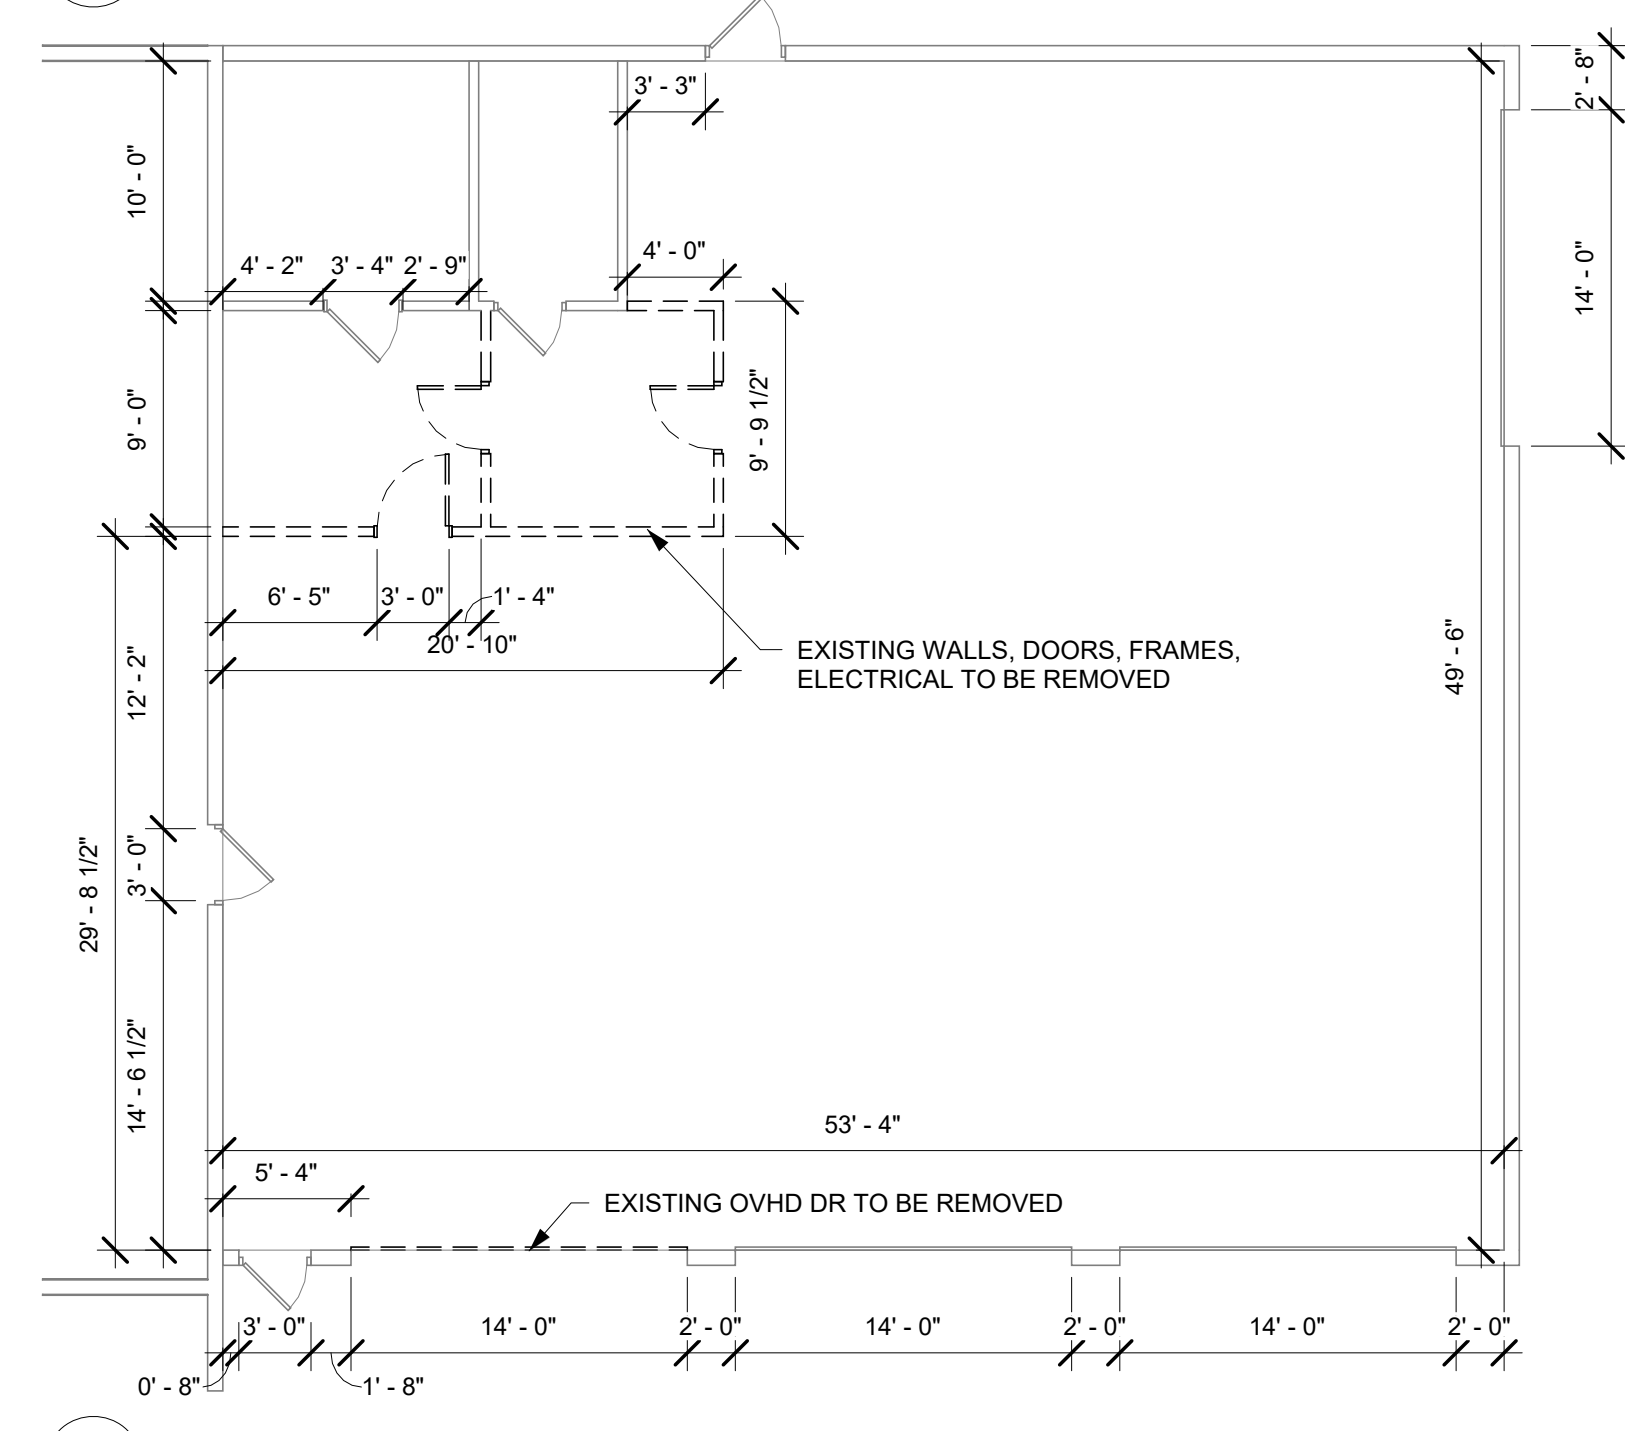 2' - 8"
3' - 3"
10' - 0"
4' - 2"
3' - 4"
2' - 9"
4' - 0"
14' - 0"
9' - 0"
9' - 9 1/2"
6' - 5"
3' - 0"
1' - 4"
20' - 10"
EXISTING WALLS, DOORS, FRAMES,
ELECTRICAL TO BE REMOVED
49' - 6"
12' - 2"
3' - 0"
29' - 8 1/2"
14' - 6 1/2"
53' - 4"
5' - 4"
EXISTING OVHD DR TO BE REMOVED
3' - 0"
14' - 0"
2' - 0"
14' - 0"
2' - 0"
14' - 0"
2' - 0"
0' - 8"
1' - 8"